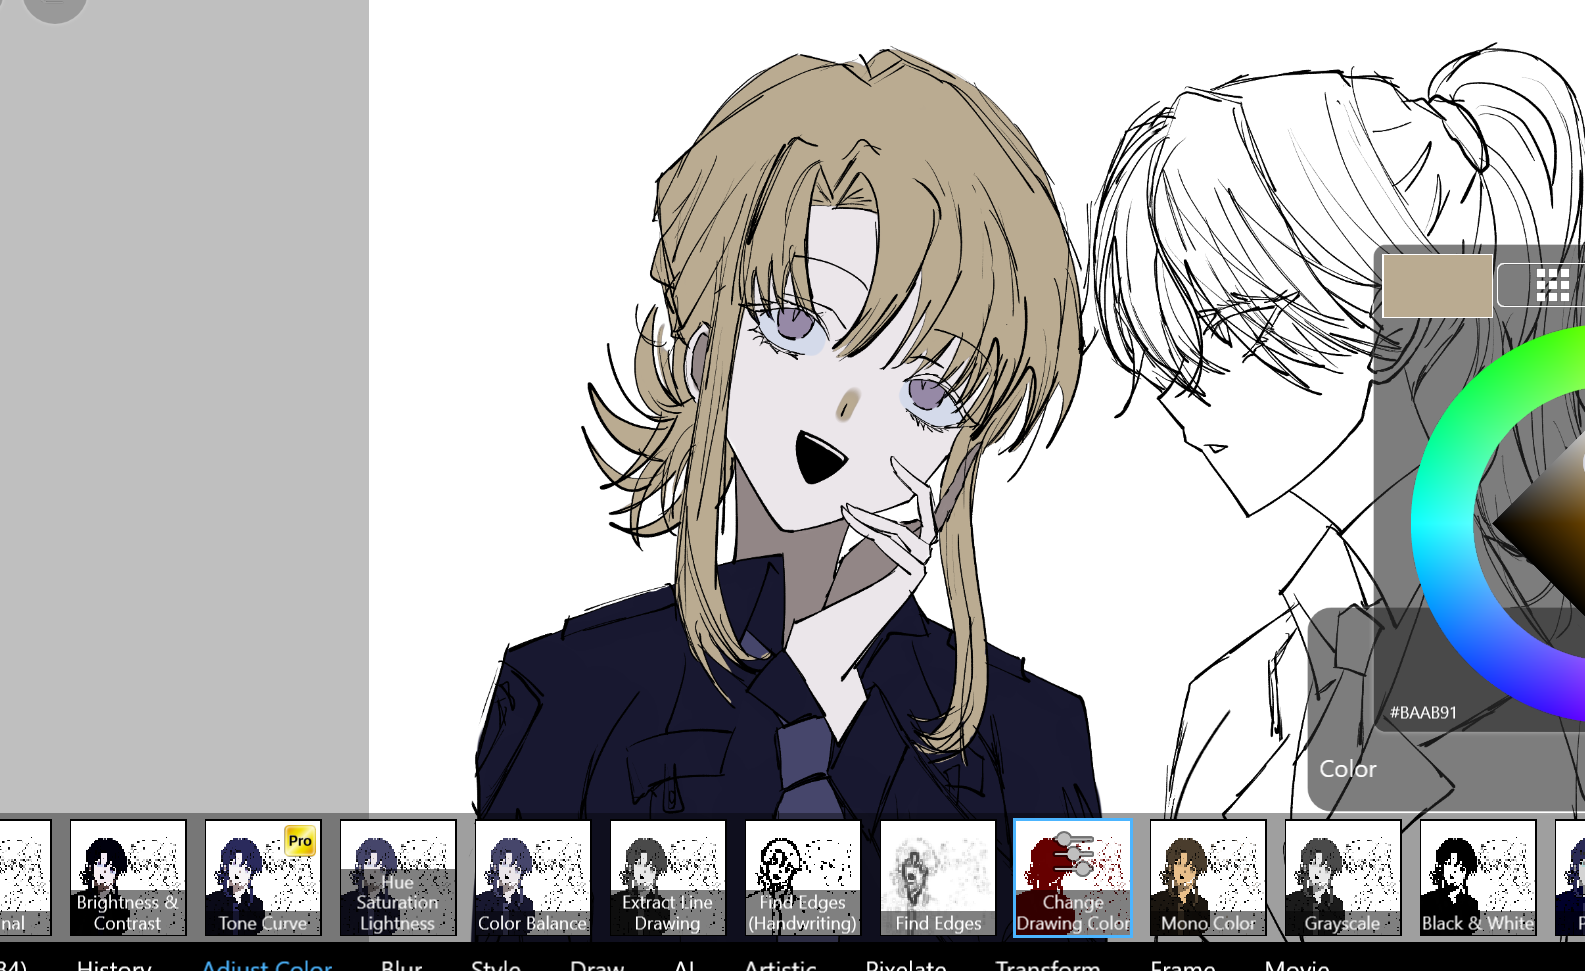 #BAAB91
Color
Pro
Brightness &
Contrast
Tone Curve
Hue
Saturation
Lightness
Color Balance
Extract Line
Drawing
Find Edges
(Handwriting)
Find Edges
Change
Drawing Color
Mono Color
Grayscale
Black & White
History
Adjust Color
Blur
Style
Draw
AI
Artistic
Pixelate
Transform
Frame
Movie